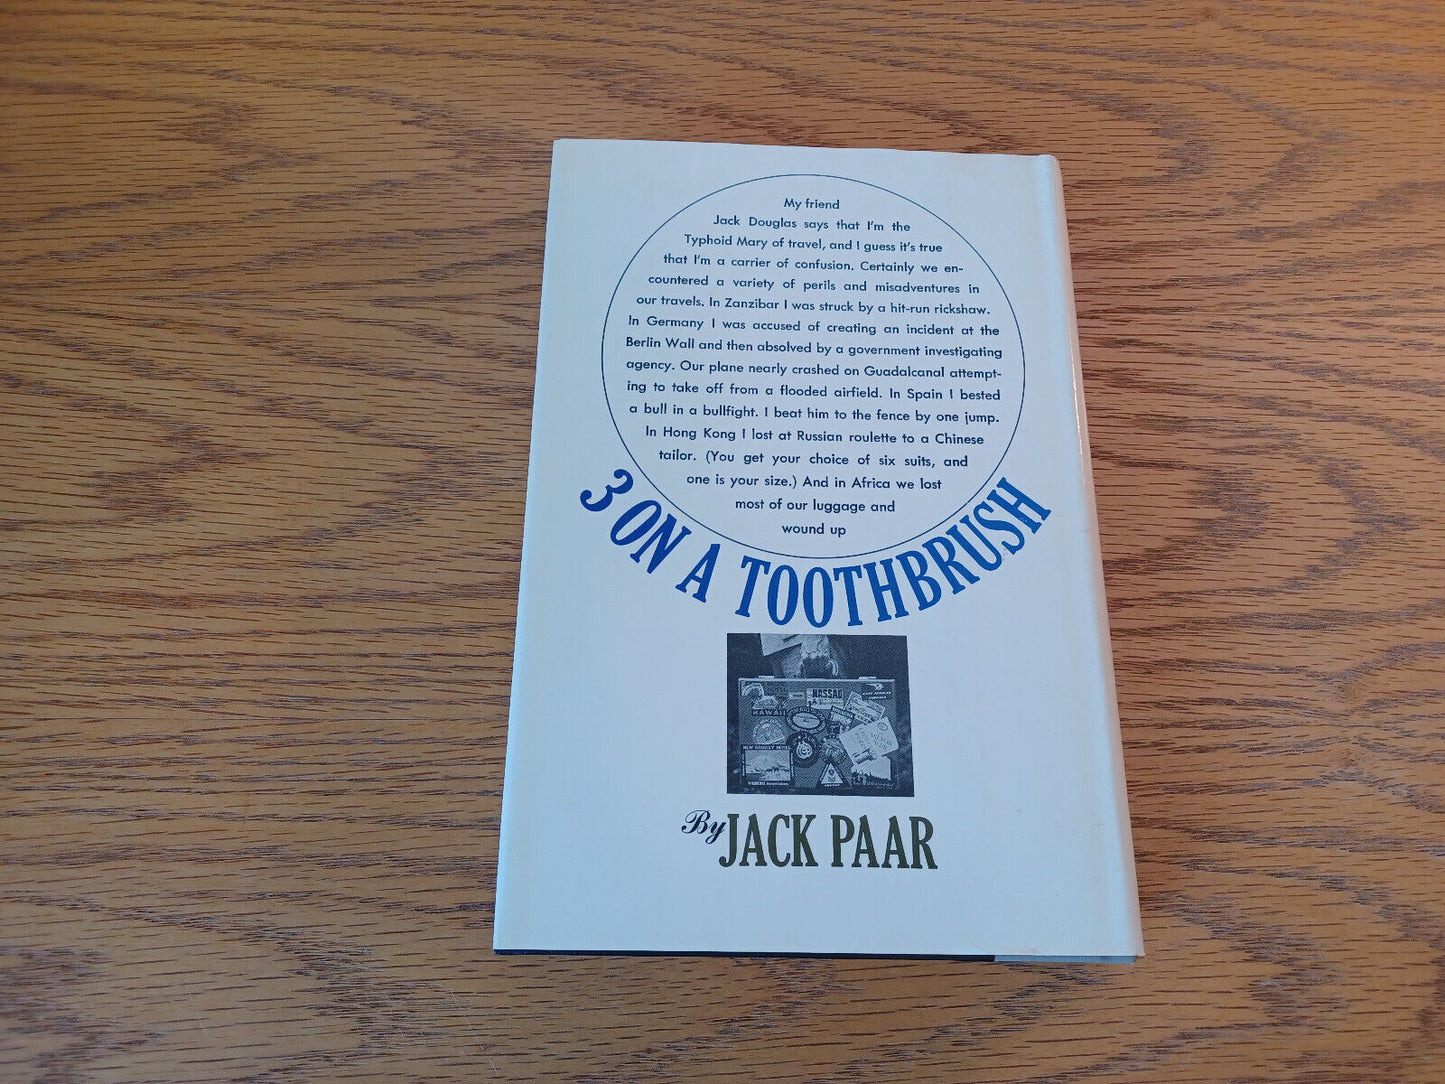 My friend
Jack Douglas says that I'm the
Typhoid Mary of travel, and I guess it's true
that I'm a carrier of confusion. Certainly we en-
countered a variety of perils and misadventures in
our travels. In Zanzibar I was struck by a hit-run rickshaw.
In Germany I was accused of creating an incident at the
Berlin Wall and then absolved by a government investigating
agency. Our plane nearly crashed on Guadalcanal attempt-
ing to take off from a flooded airfield. In Spain I bested
a bull in a bullfight. I beat him to the fence by one jump.
In Hong Kong I lost at Russian roulette to a Chinese
tailor. (You get your choice of six suits, and
one is your size.) And in Africa we lost
most of our luggage and
wound up
3 ON A TOOTHBRUSH
NASSAU
HAWAII
NEW STANLEY HOTEL
By JACK PAAR